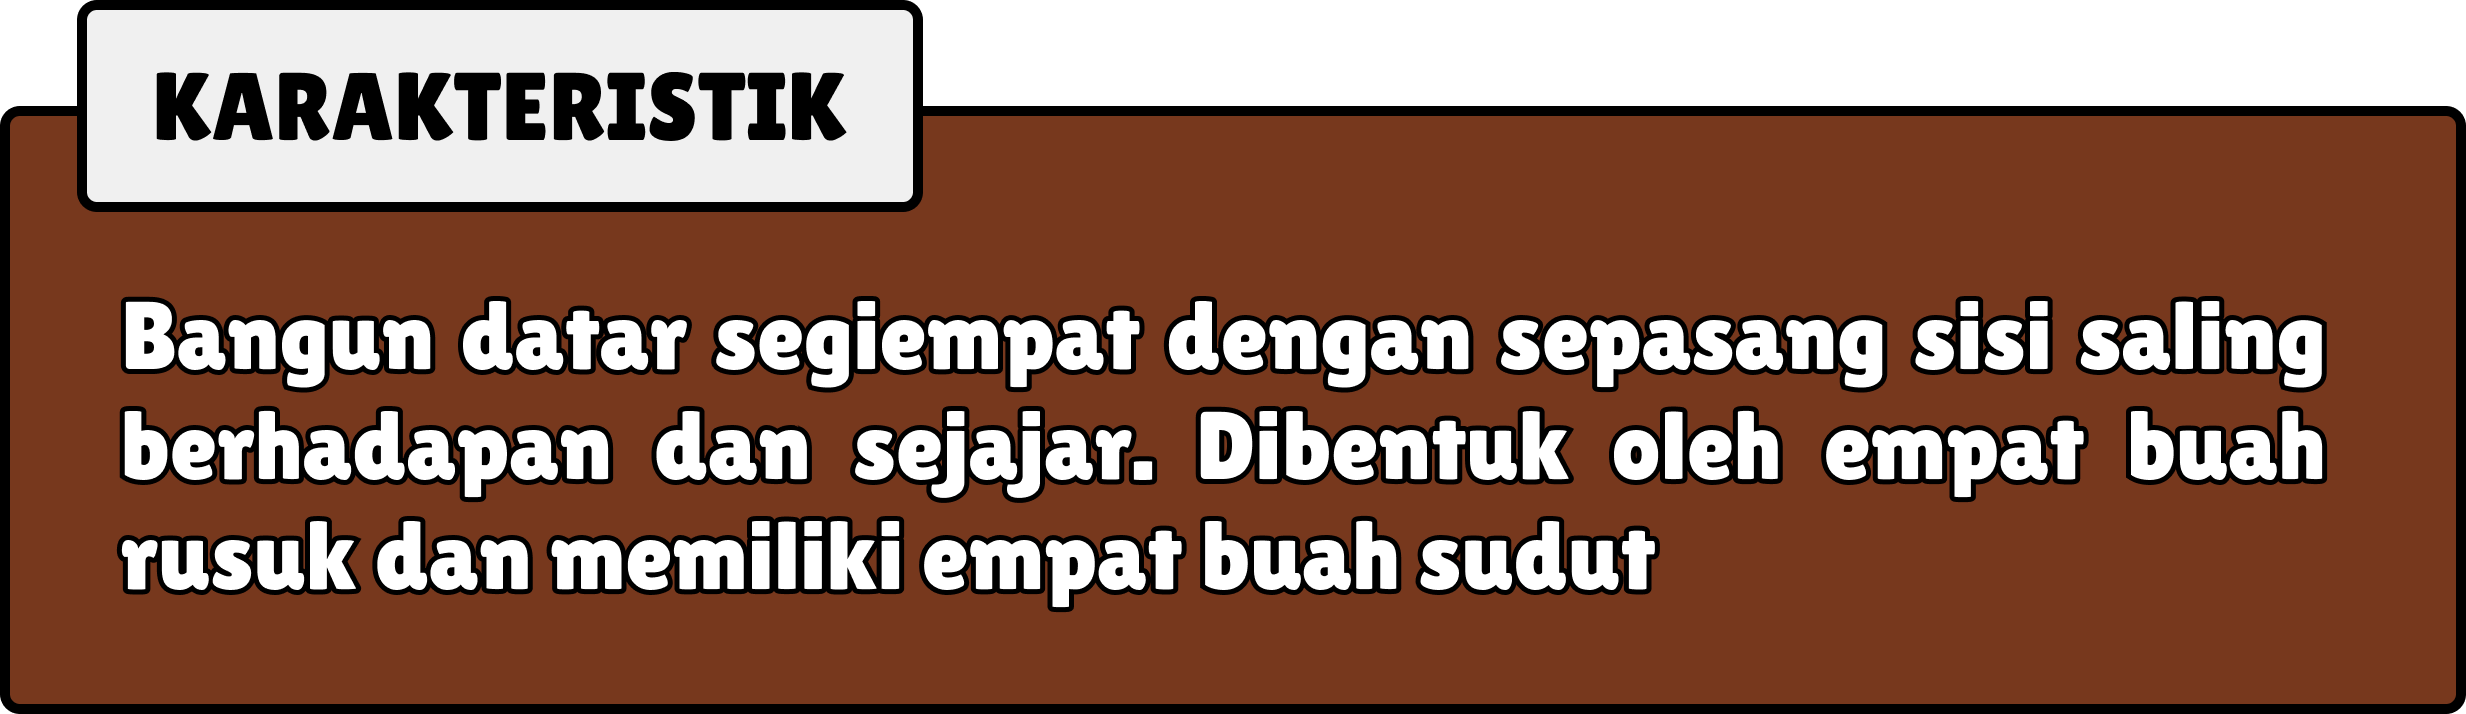 KARAKTERISTIK
Bangun datar segiempat dengan sepasang sisi saling
berhadapan dan sejajar. Dibentuk oleh empat buah
rusuk dan memiliki empat buah sudut